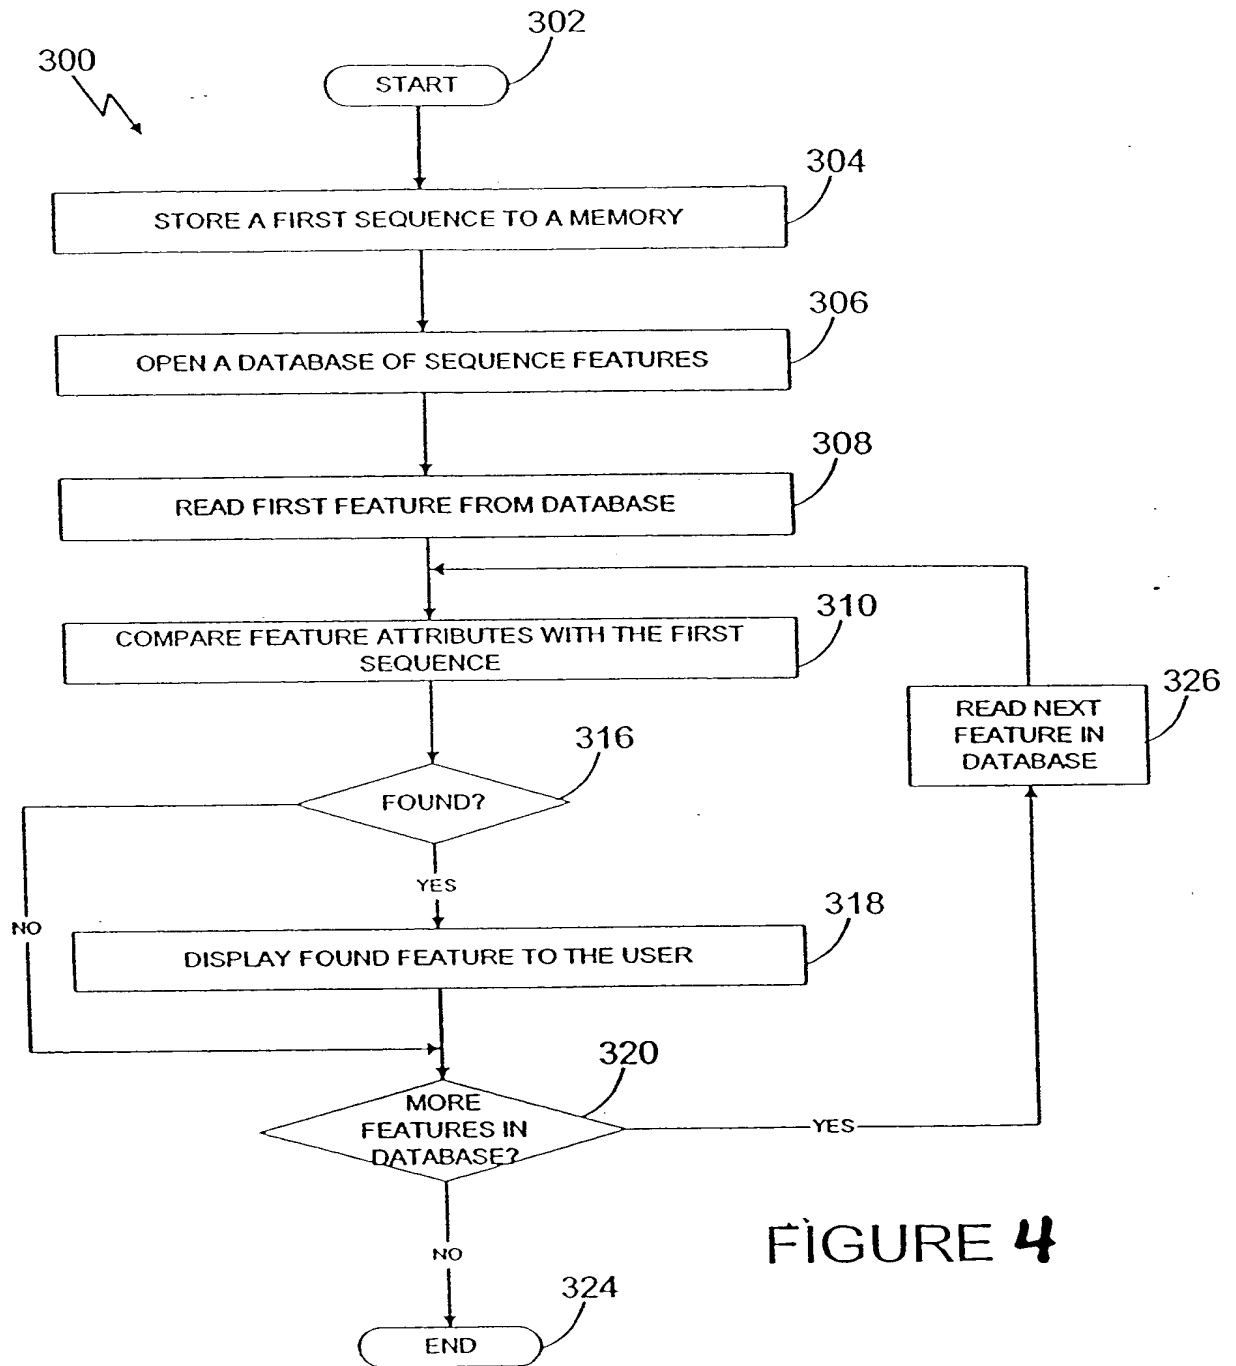 302
300
START
304
STORE A FIRST SEQUENCE TO A MEMORY
306
OPEN A DATABASE OF SEQUENCE FEATURES
308
READ FIRST FEATURE FROM DATABASE
310
COMPARE FEATURE ATTRIBUTES WITH THE FIRST
SEQUENCE
326
READ NEXT
FEATURE IN
DATABASE
316
FOUND?
YES
NO
318
DISPLAY FOUND FEATURE TO THE USER
320
MORE
FEATURES IN
DATABASE?
YES
NO
FIGURE 4
324
END